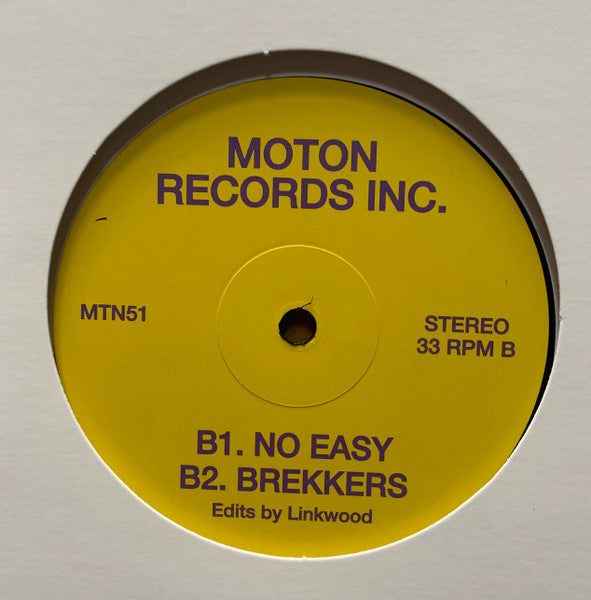 MOTON
RECORDS INC.
MTN51
STEREO
33 RPM B
B1. NO EASY
B2. BREKKERS
Edits by Linkwood